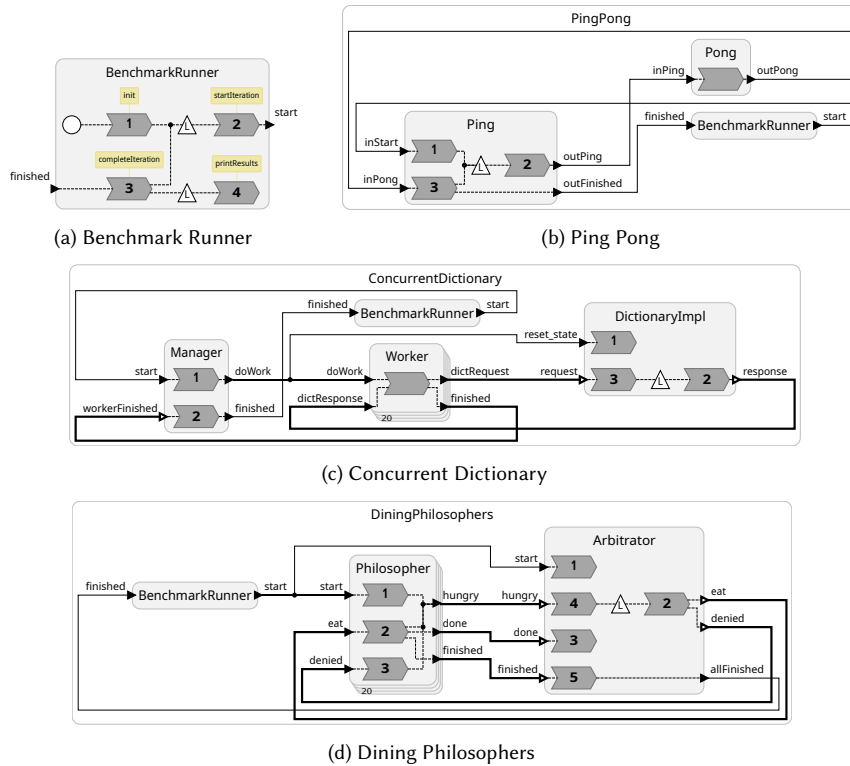 BenchmarkRunner
init
startIteration
1
L
2
start
completeIteration
printResults
finished
3
L
4
(a) Benchmark Runner
PingPong
Pong
inPing
outPong
Ping
finished
BenchmarkRunner
start
inStart
1
L
2
outPing
inPong
3
outFinished
(b) Ping Pong
ConcurrentDictionary
finished
BenchmarkRunner
start
DictionaryImpl
reset_state
1
Manager
Worker
start
1
doWork
doWork
dictRequest
request
3
L
2
response
workerFinished
2
finished
dictResponse
finished
20
(c) Concurrent Dictionary
DiningPhilosophers
Arbitrator
start
1
finished
BenchmarkRunner
start
Philosopher
start
1
hungry
hungry
4
L
2
eat
eat
2
done
done
3
denied
denied
3
finished
finished
5
allFinished
20
(d) Dining Philosophers